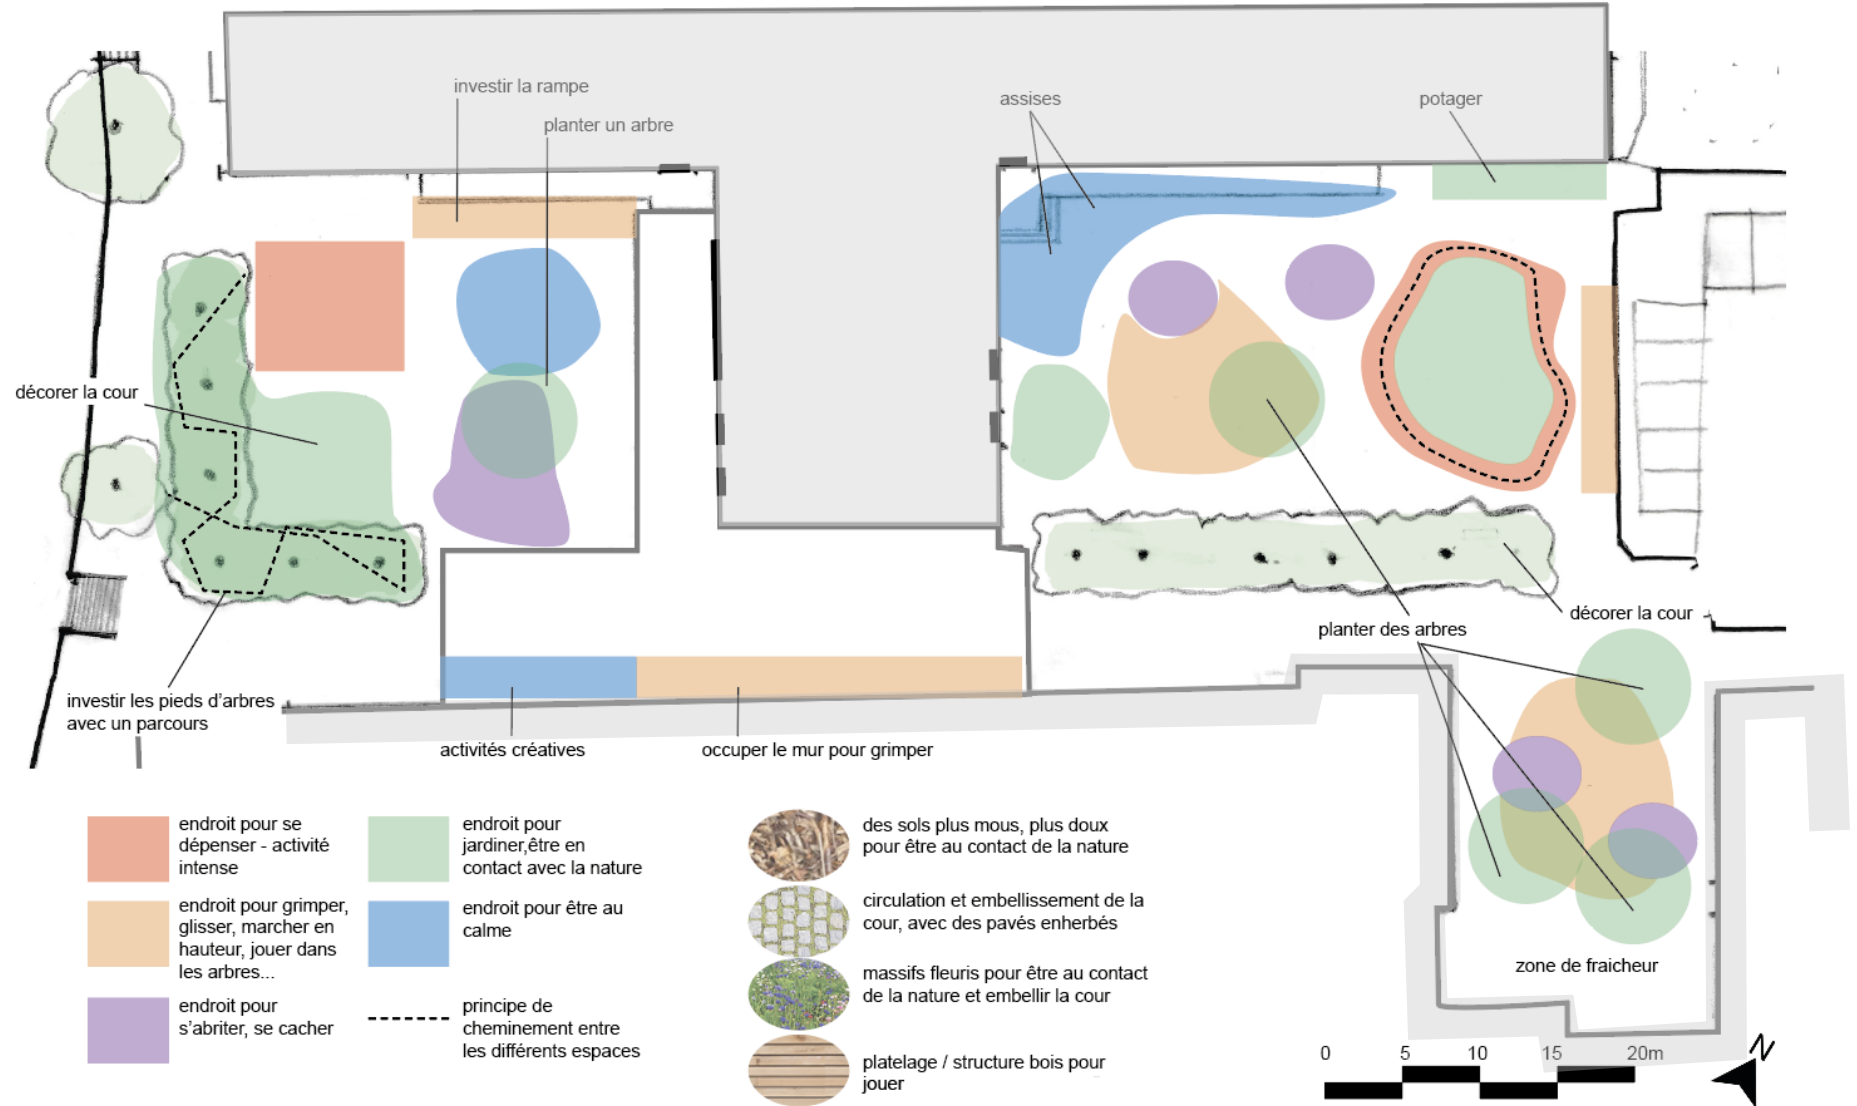 investir la rampe
planter un arbre
assises
potager
décorer la cour
investir les pieds d'arbres
avec un parcours
activités créatives
occuper le mur pour grimper
planter des arbres
décorer la cour
zone de fraicheur
endroit pour se
dépenser - activité
intense
endroit pour grimper,
glisser, marcher en
hauteur, jouer dans
les arbres...
endroit pour
s'abriter, se cacher
endroit pour
jardiner,être en
contact avec la nature
endroit pour être au
calme
principe de
cheminement entre
les différents espaces
des sols plus mous, plus doux
pour être au contact de la nature
circulation et embellissement de la
cour, avec des pavés enherbés
massifs fleuris pour être au contact
de la nature et embellir la cour
platelage / structure bois pour
jouer
0 5 10 15 20m
N